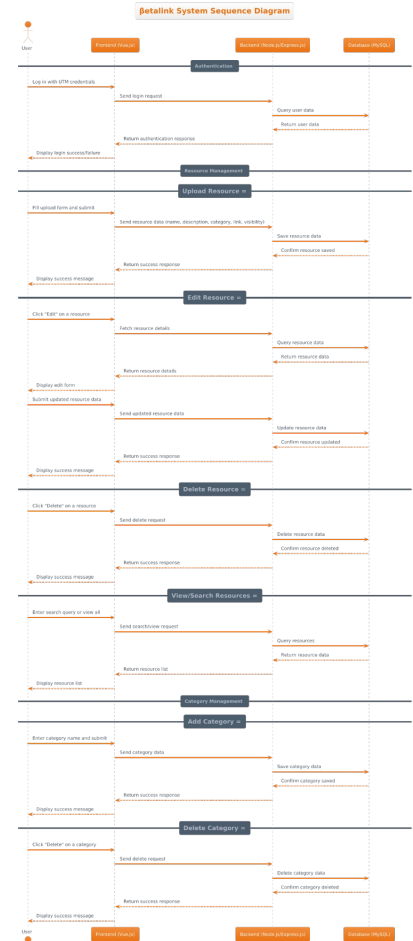 βetalink System Sequence Diagram
User
Frontend (Vue.js)
Backend (Node.js/Express.js)
Database (MySQL)
Authentication
Log in with UTM credentials
Send login request
Query user data
Return user data
Return authentication response
Display login success/failure
Resource Management
Upload Resource =
Fill upload form and submit
Send resource data (name, description, category, link, visibility)
Save resource data
Confirm resource saved
Return success response
Display success message
Edit Resource =
Click "Edit" on a resource
Fetch resource details
Query resource data
Return resource data
Return resource details
Display edit form
Submit updated resource data
Send updated resource data
Update resource data
Confirm resource updated
Return success response
Display success message
Delete Resource =
Click "Delete" on a resource
Send delete request
Delete resource data
Confirm resource deleted
Return success response
Display success message
View/Search Resources =
Enter search query or view all
Send search/view request
Query resources
Return resource data
Return resource list
Display resource list
Category Management
Add Category =
Enter category name and submit
Send category data
Save category data
Confirm category saved
Return success response
Display success message
Delete Category =
Click "Delete" on a category
Send delete request
Delete category data
Confirm category deleted
Return success response
Display success message
User
Frontend (Vue.js)
Backend (Node.js/Express.js)
Database (MySQL)